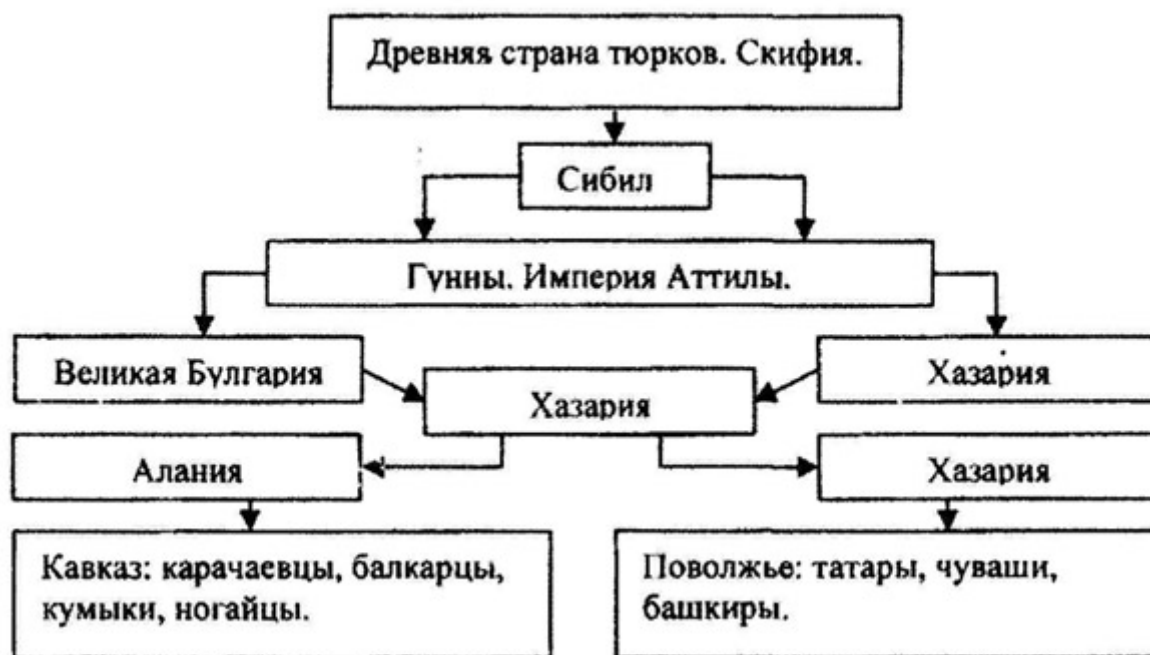 Древняя страна тюрков. Скифия.
Сибил
Гунны. Империя Аттилы.
Великая Булгария
Хазария
Хазария
Алания
Хазария
Кавказ: карачаевцы, балкарцы,
кумыки, ногайцы.
Поволжье: татары, чуваши,
башкиры.